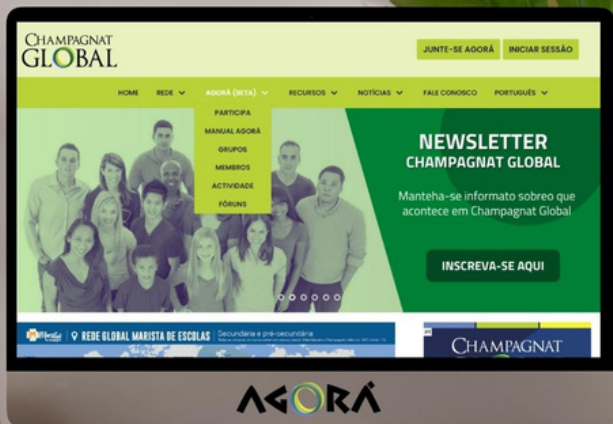 CHAMPAGNAT
GLOBAL
JUNTE-SE AGORÁ
INICIAR SESSÃO
HOME
REDE
AGORÁ (BETA)
RECURSOS
NOTÍCIAS
FALE CONOSCO
PORTUGUÊS
PARTICIPA
MANUAL AGORÁ
GRUPOS
MEMBROS
ACTIVIDADE
FÓRUNS
NEWSLETTER
CHAMPAGNAT GLOBAL
Manteha-se informato sobreo que
acontece em Champagnat Global
INSCREVA-SE AQUI
REDE GLOBAL MARISTA DE ESCOLAS
Secundária e pré-secundária
CHAMPAGNAT
AGORÁ